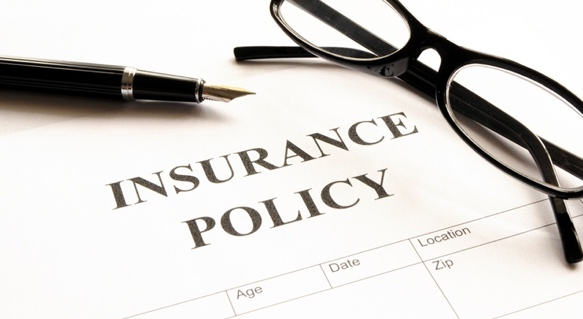 INSURANCE
POLICY
Age Date Location
Zip